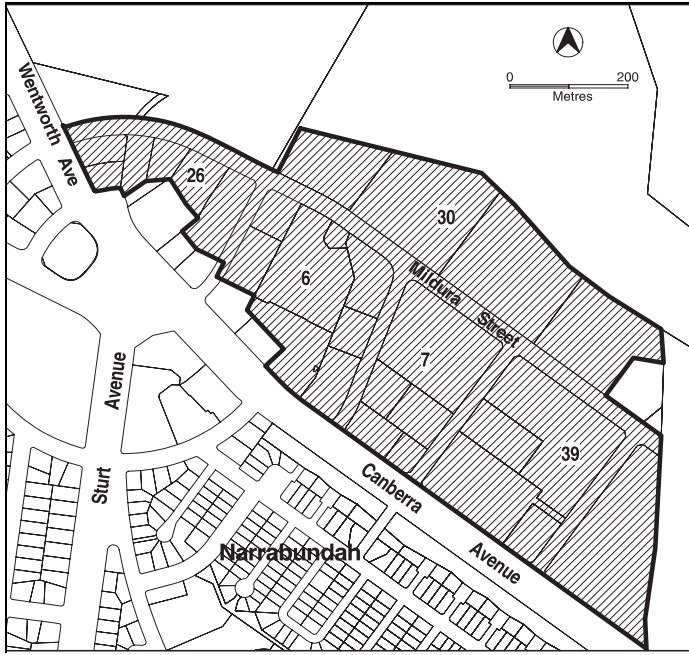 Wentworth Ave
0 200
Metres
26
30
Mildura Street
6
7
39
Sturt Avenue
Canberra Avenue
Narrabundah